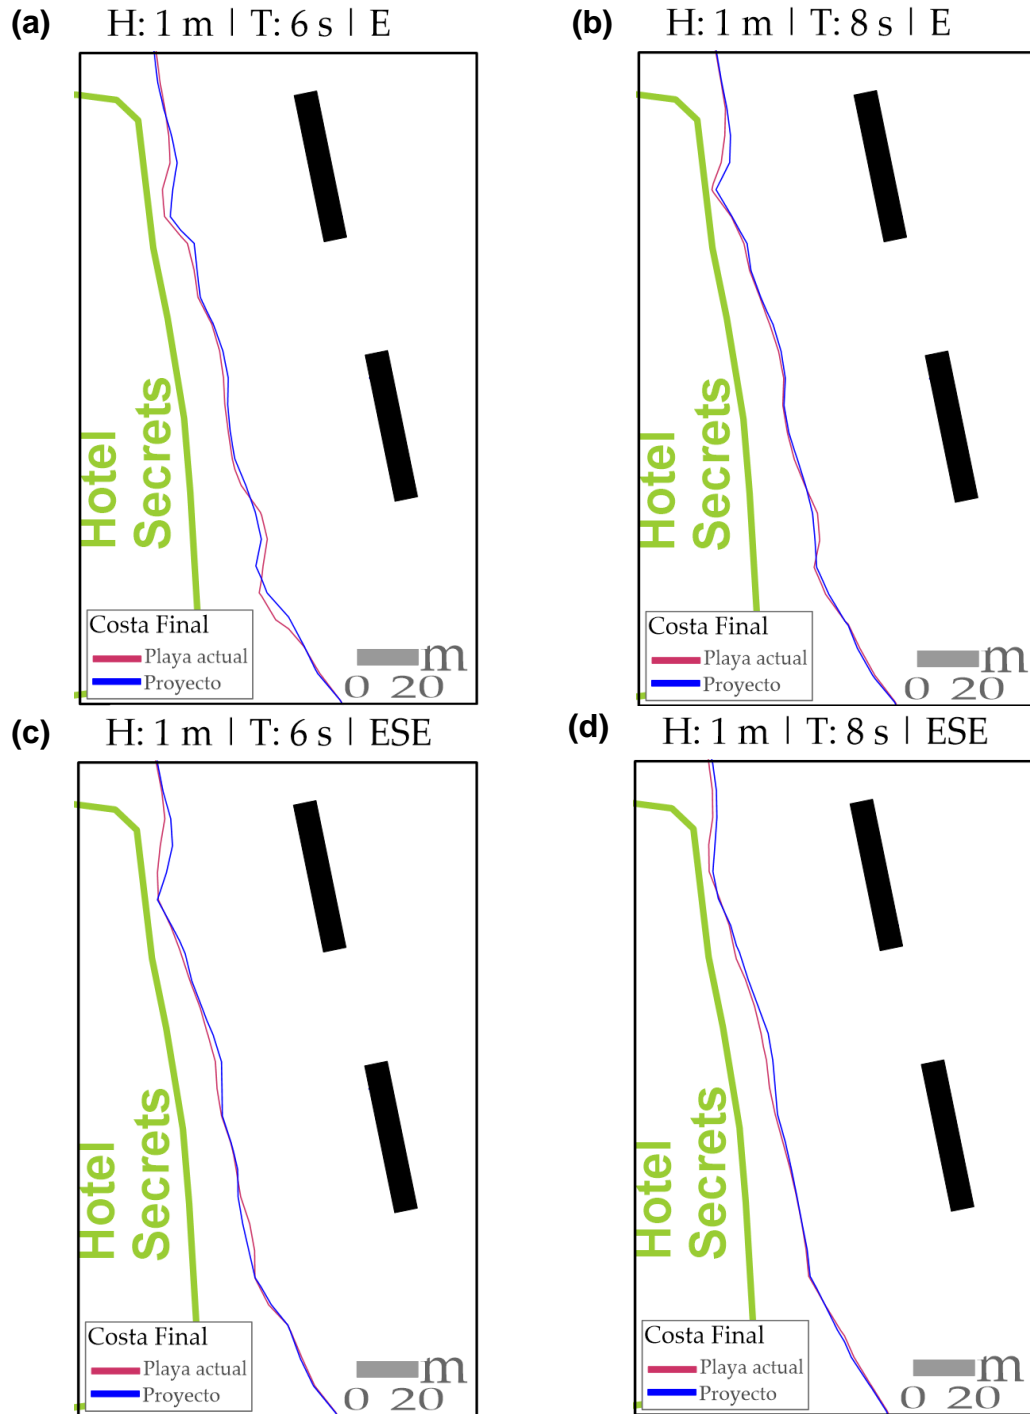 (a) H: 1 m | T: 6 s | E
Hotel
Secrets
Costa Final
Playa actual
Proyecto
m
0 20
(b) H: 1 m | T: 8 s | E
Hotel
Secrets
Costa Final
Playa actual
Proyecto
m
0 20
(c) H: 1 m | T: 6 s | ESE
Hotel
Secrets
Costa Final
Playa actual
Proyecto
m
0 20
(d) H: 1 m | T: 8 s | ESE
Hotel
Secrets
Costa Final
Playa actual
Proyecto
m
0 20